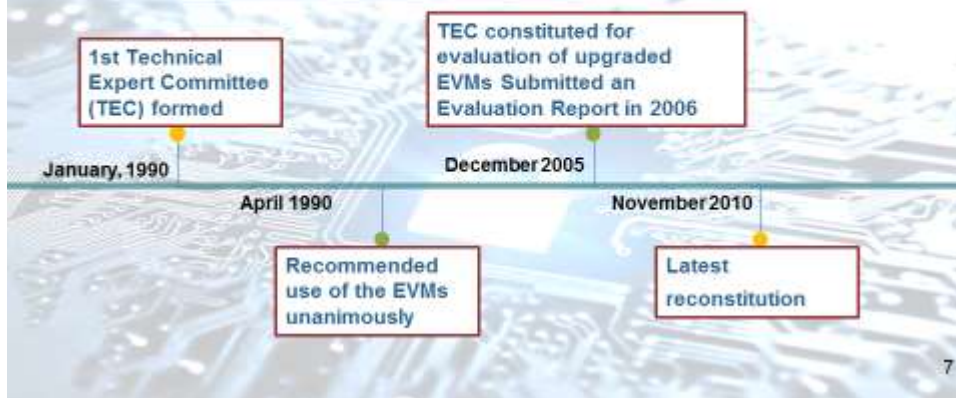 1st Technical
Expert Committee
(TEC) formed
January, 1990
April 1990
Recommended
use of the EVMs
unanimously
TEC constituted for
evaluation of upgraded
EVMs Submitted an
Evaluation Report in 2006
December 2005
November 2010
Latest
reconstitution
7